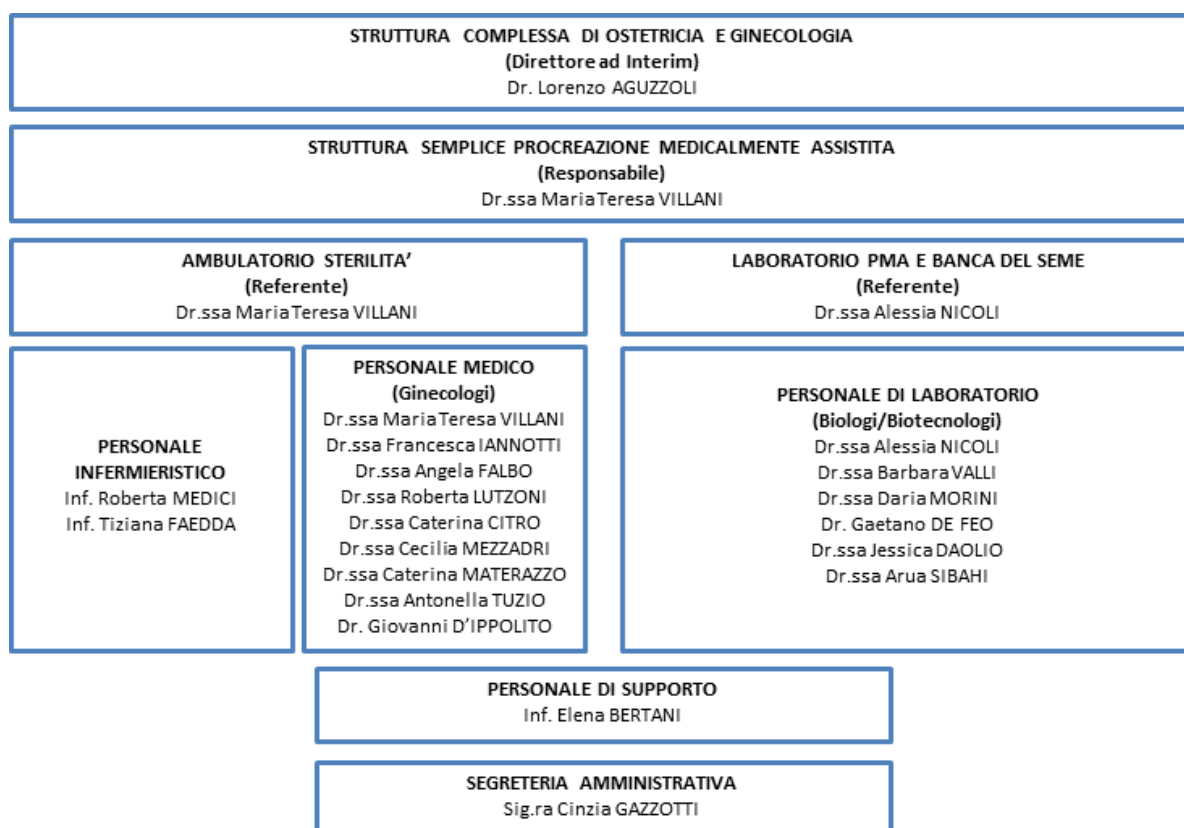 STRUTTURA COMPLESSA DI OSTETRICIA E GINECOLOGIA
(Direttore ad Interim)
Dr. Lorenzo AGUZZOLI
STRUTTURA SEMPLICE PROCREAZIONE MEDICALMENTE ASSISTITA
(Responsabile)
Dr.ssa Maria Teresa VILLANI
AMBULATORIO STERILITA'
(Referente)
Dr.ssa Maria Teresa VILLANI
LABORATORIO PMA E BANCA DEL SEME
(Referente)
Dr.ssa Alessia NICOLI
PERSONALE
INFERMIERISTICO
Inf. Roberta MEDICI
Inf. Tiziana FAEDDA
PERSONALE MEDICO
(Ginecologi)
Dr.ssa Maria Teresa VILLANI
Dr.ssa Francesca IANNOTTI
Dr.ssa Angela FALBO
Dr.ssa Roberta LUTZONI
Dr.ssa Caterina CITRO
Dr.ssa Cecilia MEZZADRI
Dr.ssa Caterina MATERAZZO
Dr.ssa Antonella TUZIO
Dr. Giovanni D'IPPOLITO
PERSONALE DI LABORATORIO
(Biologi/Biotecnologi)
Dr.ssa Alessia NICOLI
Dr.ssa Barbara VALLI
Dr.ssa Daria MORINI
Dr. Gaetano DE FEO
Dr.ssa Jessica DAOLIO
Dr.ssa Arua SIBAHI
PERSONALE DI SUPPORTO
Inf. Elena BERTANI
SEGRETERIA AMMINISTRATIVA
Sig.ra Cinzia GAZZOTTI